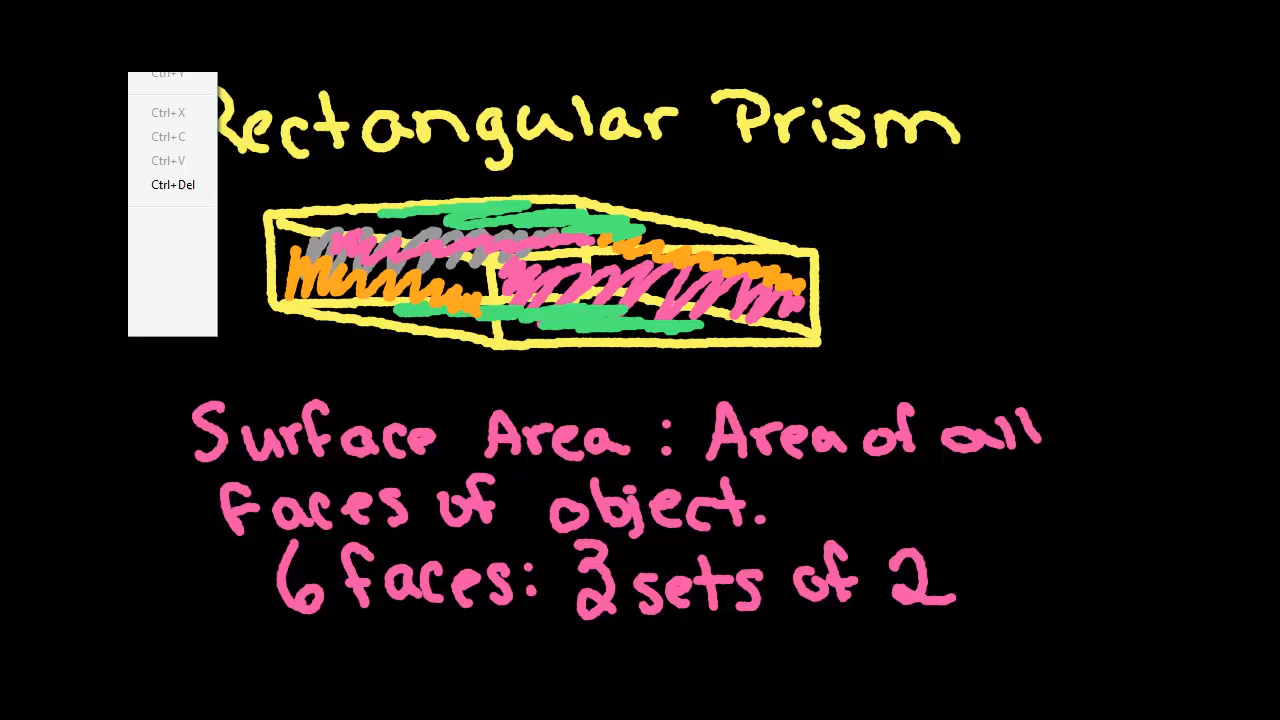 Ctrl+Y
Rectangular Prism
Ctrl+X
Ctrl+C
Ctrl+V
Ctrl+Del
Surface Area : Area of all
Faces of object.
6 faces: 3 sets of 2